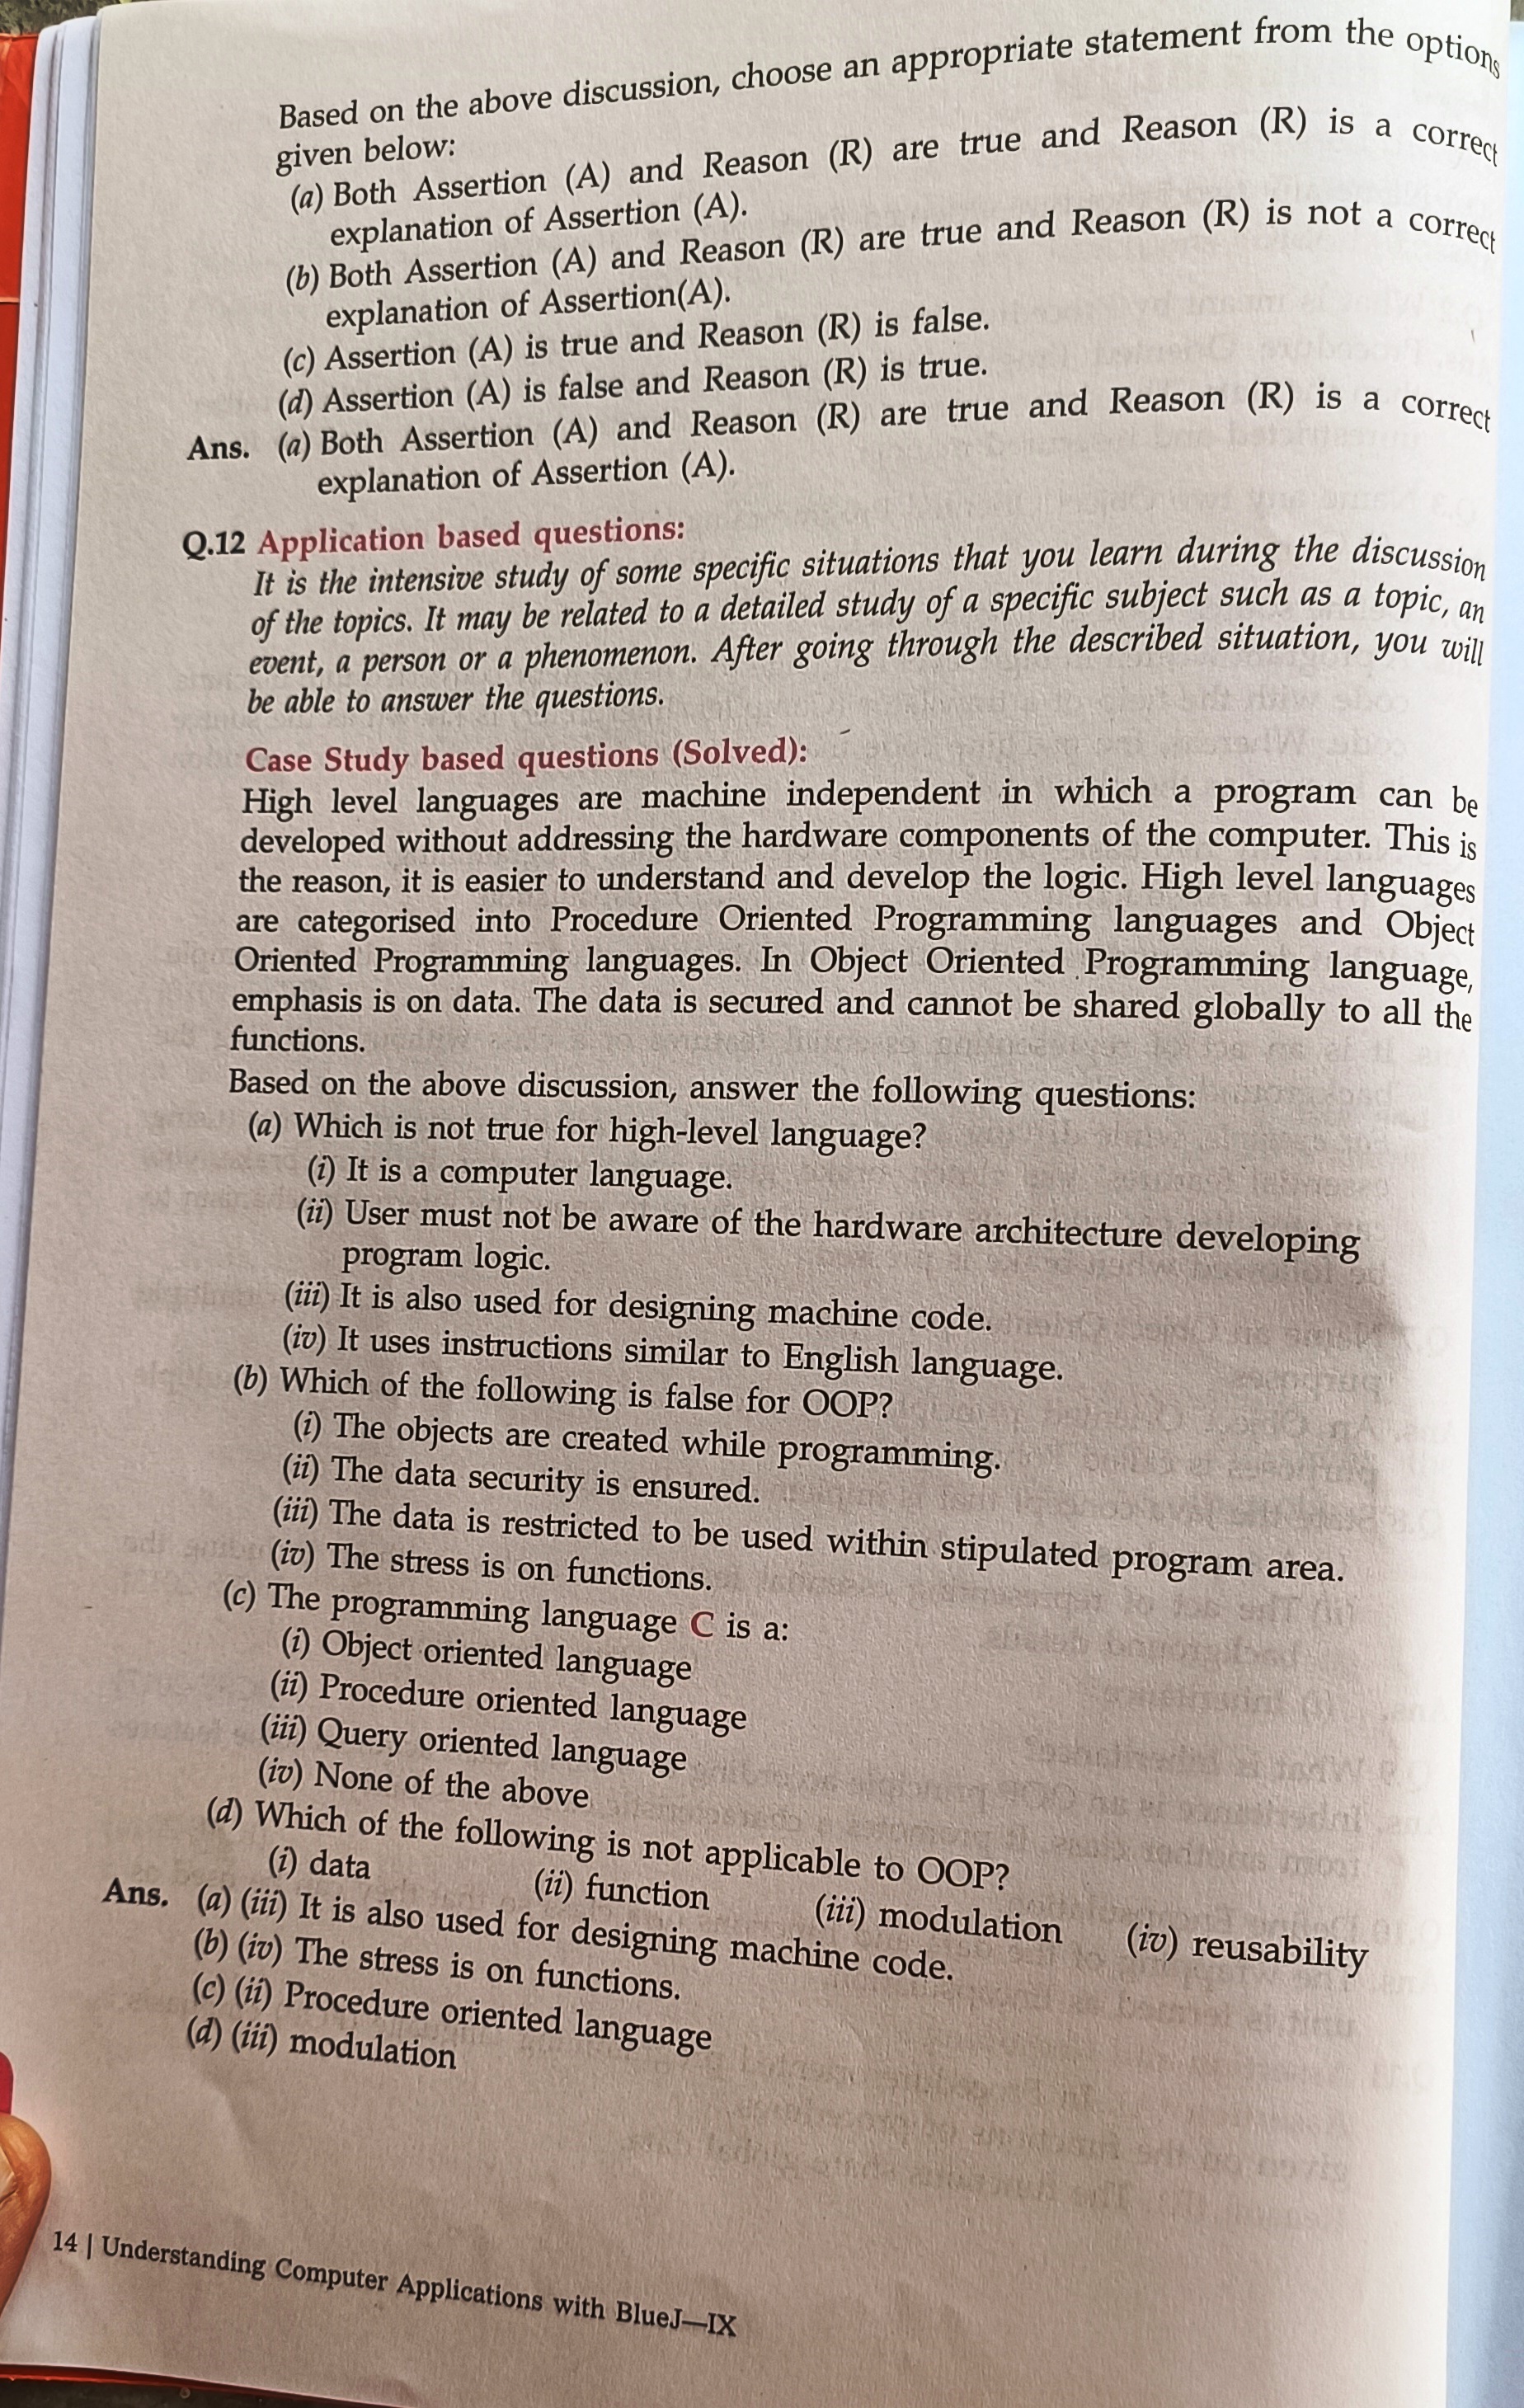 Based on the above discussion, choose an appropriate statement from the options
given below:
(a) Both Assertion (A) and Reason (R) are true and Reason (R) is a correct
explanation of Assertion (A).
(b) Both Assertion (A) and Reason (R) are true and Reason (R) is not a correct
explanation of Assertion(A).
(c) Assertion (A) is true and Reason (R) is false.
(d) Assertion (A) is false and Reason (R) is true.
Ans. (a) Both Assertion (A) and Reason (R) are true and Reason (R) is a correct
explanation of Assertion (A).
Q.12 Application based questions:
It is the intensive study of some specific situations that you learn during the discussion
of the topics. It may be related to a detailed study of a specific subject such as a topic, an
event, a person or a phenomenon. After going through the described situation, you will
be able to answer the questions.
Case Study based questions (Solved):
High level languages are machine independent in which a program can be
developed without addressing the hardware components of the computer. This is
the reason, it is easier to understand and develop the logic. High level languages
are categorised into Procedure Oriented Programming languages and Object
Oriented Programming languages. In Object Oriented Programming language,
emphasis is on data. The data is secured and cannot be shared globally to all the
functions.
Based on the above discussion, answer the following questions:
(a) Which is not true for high-level language?
(i) It is a computer language.
(ii) User must not be aware of the hardware architecture developing
program logic.
(iii) It is also used for designing machine code.
(iv) It uses instructions similar to English language.
(b) Which of the following is false for OOP?
(i) The objects are created while programming.
(ii) The data security is ensured.
(iii) The data is restricted to be used within stipulated program area.
(iv) The stress is on functions.
(c) The programming language C is a:
(i) Object oriented language
(ii) Procedure oriented language
(iii) Query oriented language
(iv) None of the above
(d) Which of the following is not applicable to OOP?
(i) data (ii) function (iii) modulation (iv) reusability
Ans. (a) (iii) It is also used for designing machine code.
(b) (iv) The stress is on functions.
(c) (ii) Procedure oriented language
(d) (iii) modulation
14 | Understanding Computer Applications with BlueJ—IX